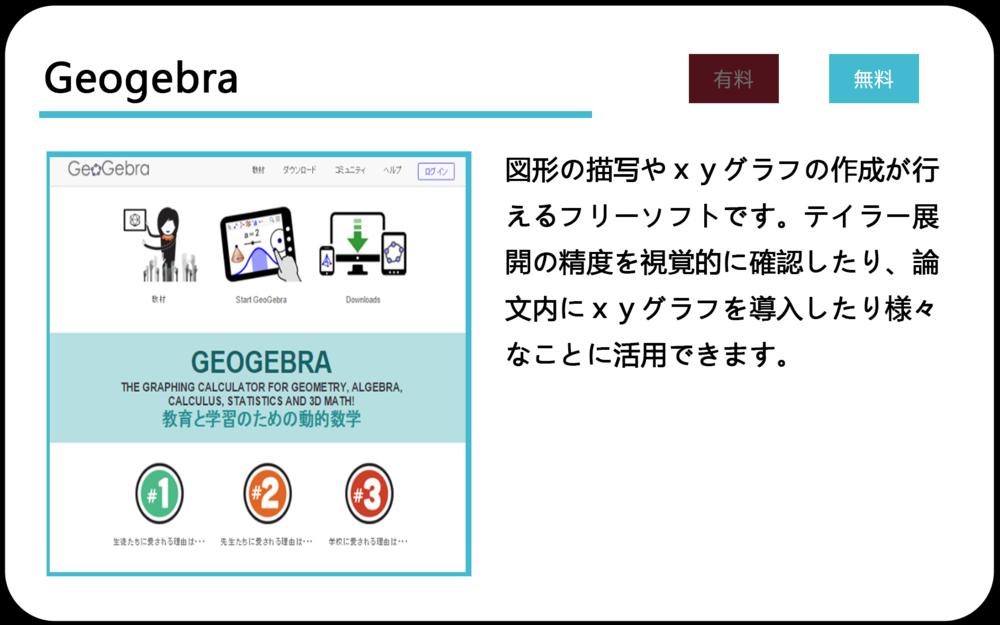 Geogebra
有料
無料
GeoGebra
教材
ダウンロード
コミュニティ
ヘルプ
ログイン
a = 2
教材
Start GeoGebra
Downloads
GEOGEBRA
THE GRAPHING CALCULATOR FOR GEOMETRY, ALGEBRA,
CALCULUS, STATISTICS AND 3D MATH!
教育と学習のための動的数学
#1
#2
#3
生徒たちに愛される理由は・・・
先生たちに愛される理由は・・・
学校に愛される理由は・・・
図形の描写やｘｙグラフの作成が行
えるフリーソフトです。テイラー展
開の精度を視覚的に確認したり、論
文内にｘｙグラフを導入したり様々
なことに活用できます。